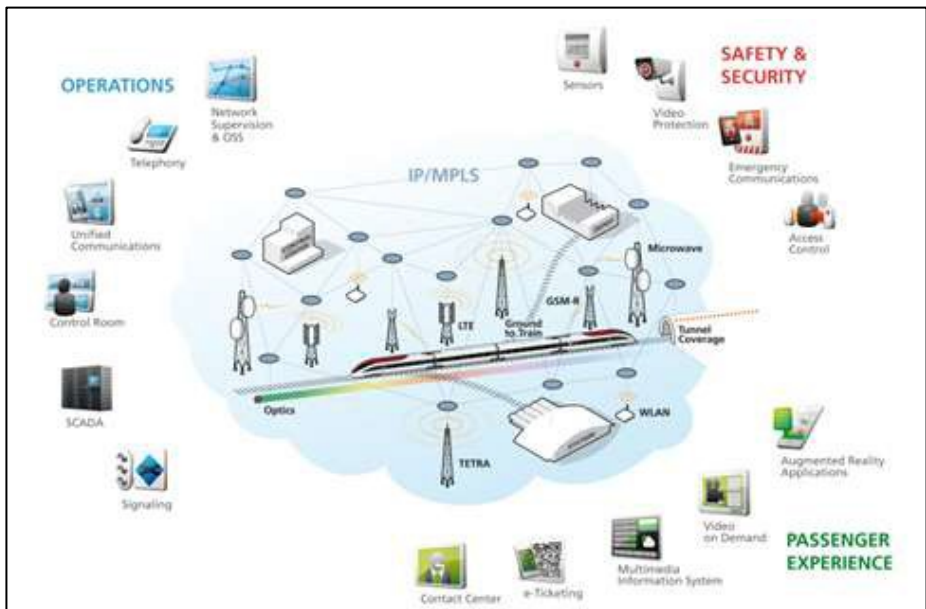 OPERATIONS
Network
Supervision
& OSS
Telephony
Unified
Communications
Control Room
SCADA
Signaling
SAFETY &
SECURITY
Sensors
Video
Protection
Emergency
Communications
Access
Control
IP/MPLS
Microwave
GSM-R
LTE
Ground
to Train
Tunnel
Coverage
Optics
WLAN
TETRA
Augmented Reality
Applications
Video
on Demand
Multimedia
Information System
e-Ticketing
Contact Center
PASSENGER
EXPERIENCE